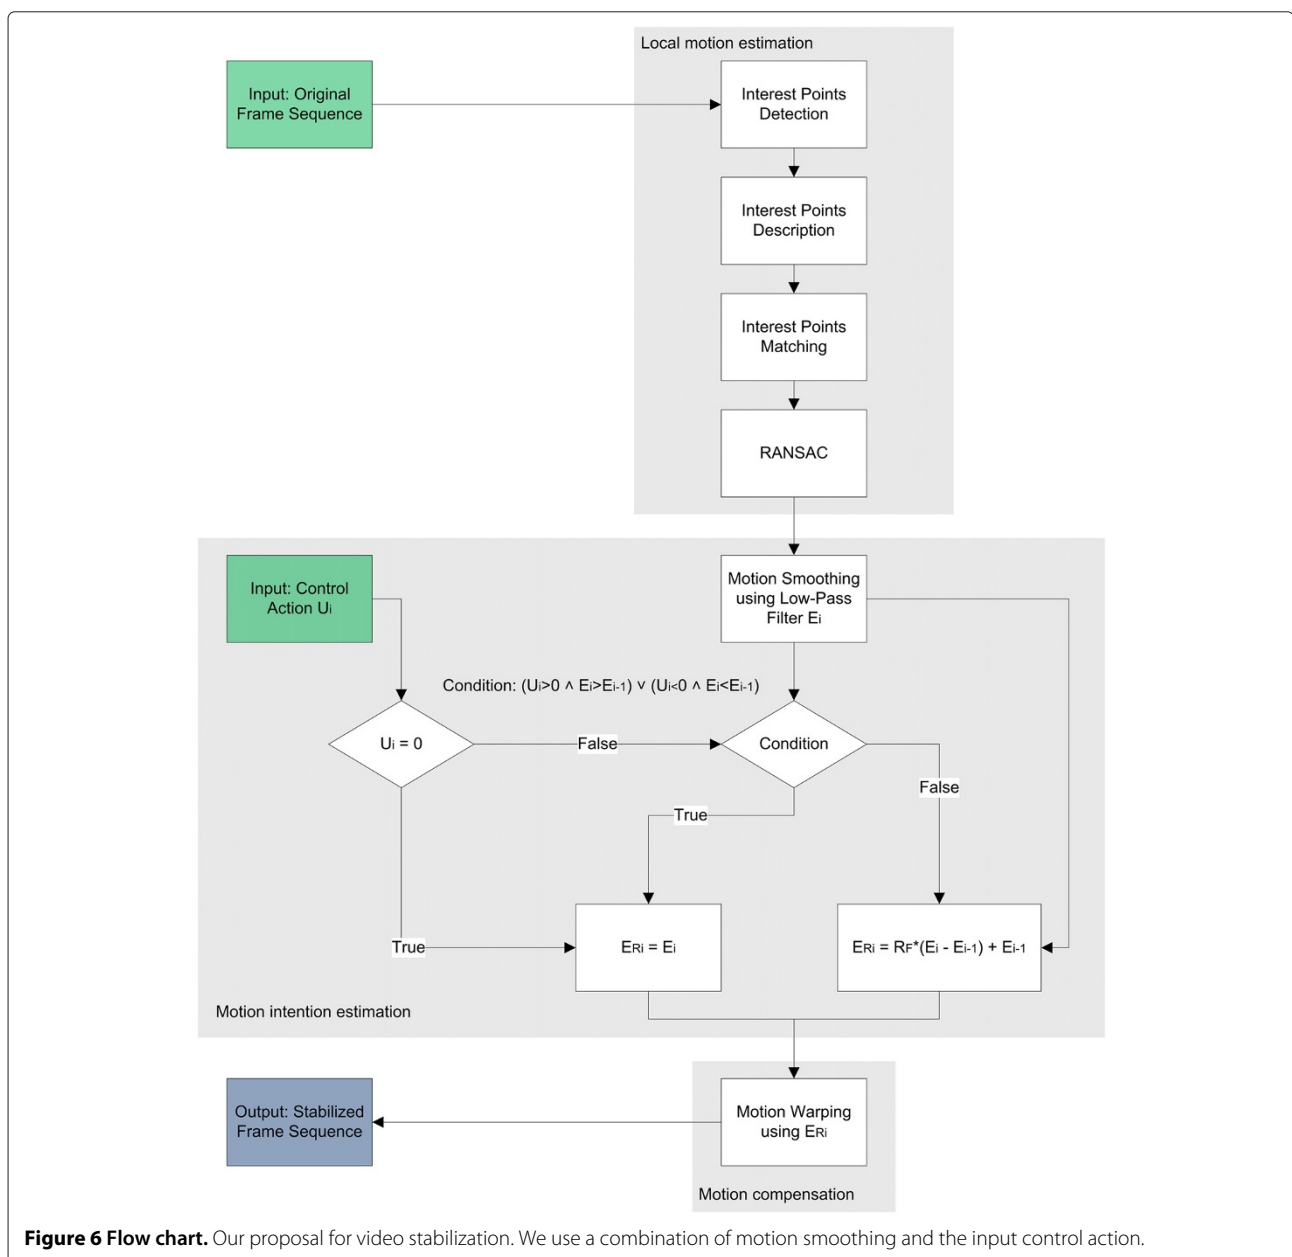 Local motion estimation
Input: Original
Frame Sequence
Interest Points
Detection
Interest Points
Description
Interest Points
Matching
RANSAC
Input: Control
Action Ui
Motion Smoothing
using Low-Pass
Filter Ei
Condition: (Ui>0 ∧ Ei>Ei-1) ∨ (Ui<0 ∧ Ei<Ei-1)
Ui = 0
False
Condition
False
True
True
ERi = Ei
ERi = RF*(Ei - Ei-1) + Ei-1
Motion intention estimation
Output: Stabilized
Frame Sequence
Motion Warping
using ERi
Motion compensation
Figure 6 Flow chart. Our proposal for video stabilization. We use a combination of motion smoothing and the input control action.